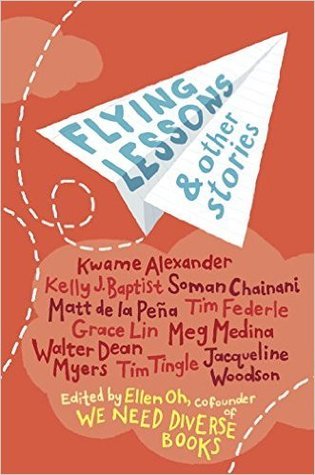 FLYING
LESSONS
& other
stories
Kwame Alexander
Kelly J. Baptist Soman Chainani
Matt de la Peña Tim Federle
Grace Lin Meg Medina
Walter Dean Myers Tim Tingle Jacqueline Woodson
Edited by Ellen Oh, cofounder of
WE NEED DIVERSE
BOOKS